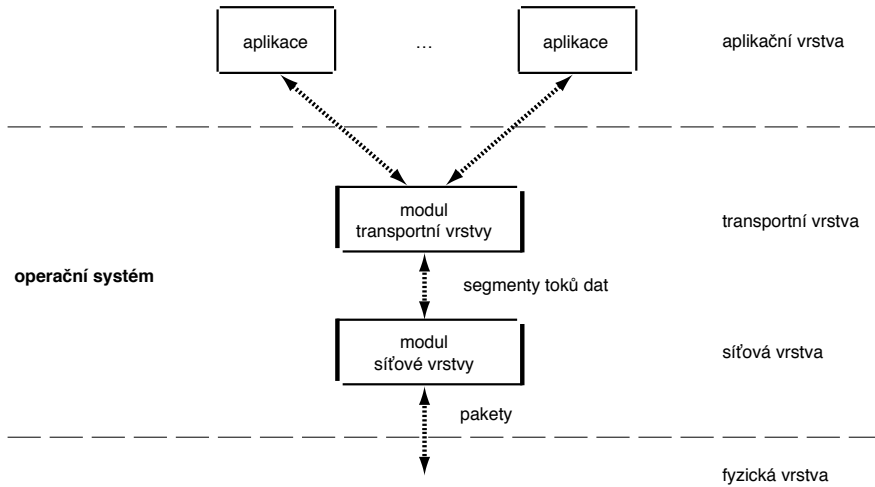 aplikace
…
aplikace
aplikační vrstva
modul
transportní vrstvy
transportní vrstva
operační systém
segmenty toků dat
modul
síťové vrstvy
síťová vrstva
pakety
fyzická vrstva